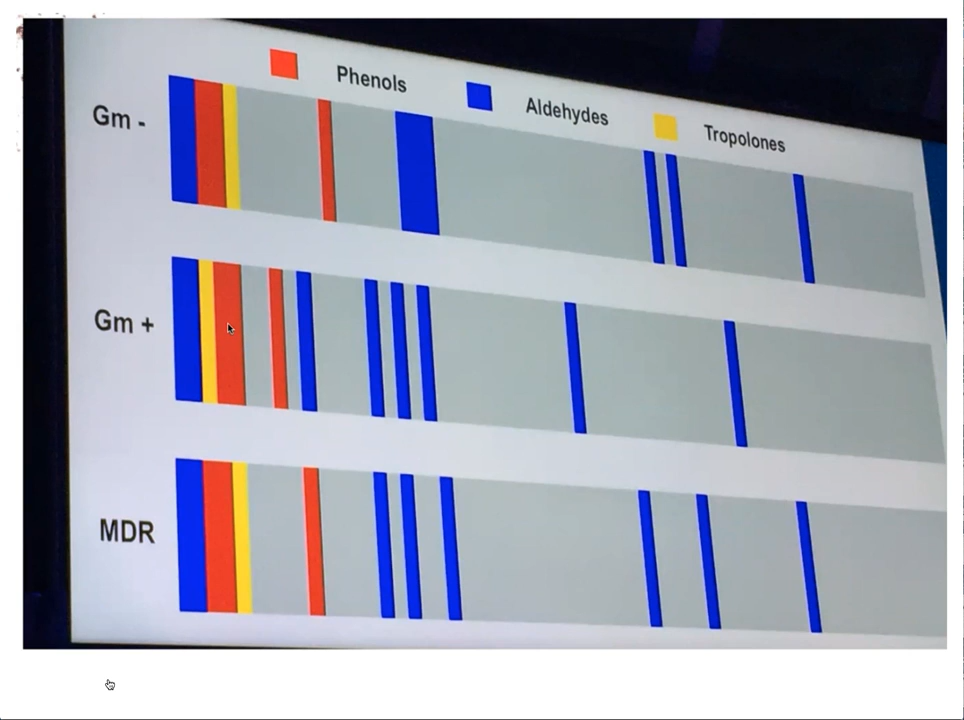 Phenols
Aldehydes
Tropolones
Gm -
Gm +
MDR